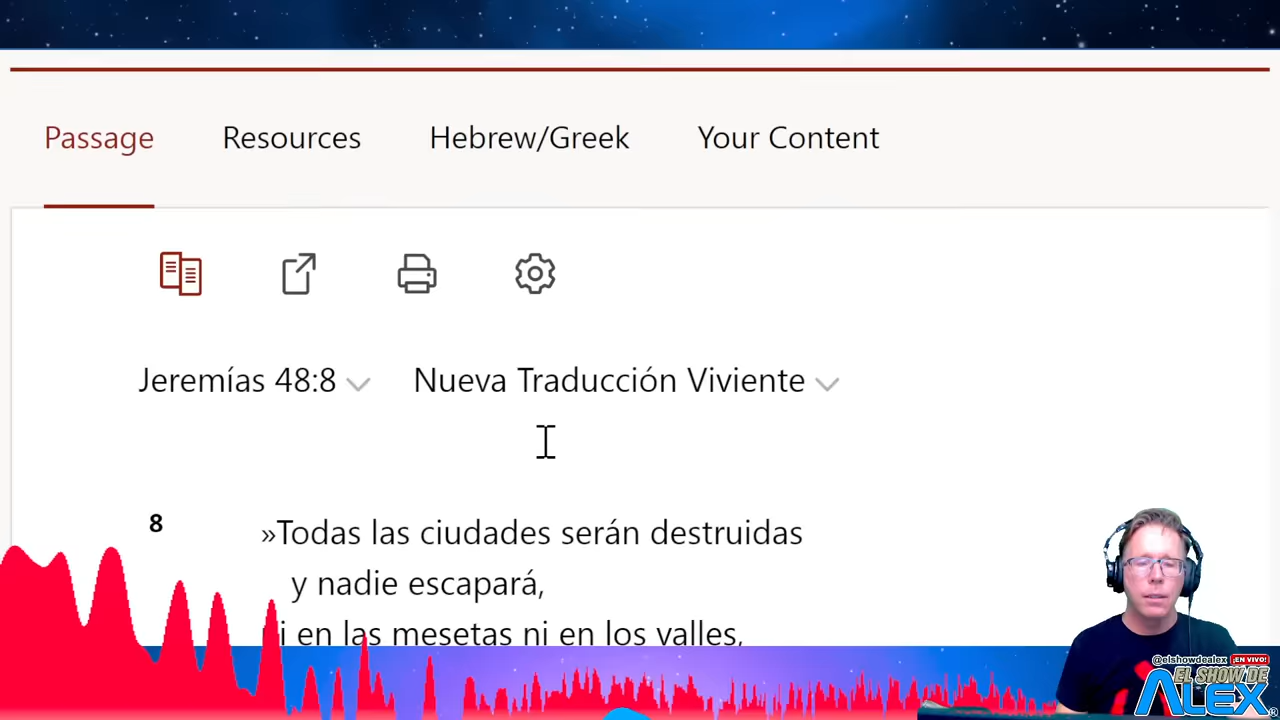 Passage Resources Hebrew/Greek Your Content
Jeremías 48:8 Nueva Traducción Viviente
8 »Todas las ciudades serán destruidas
y nadie escapará,
i en las mesetas ni en los valles,
@elshowdealex ¡EN VIVO!
EL SHOW DE
ALEX